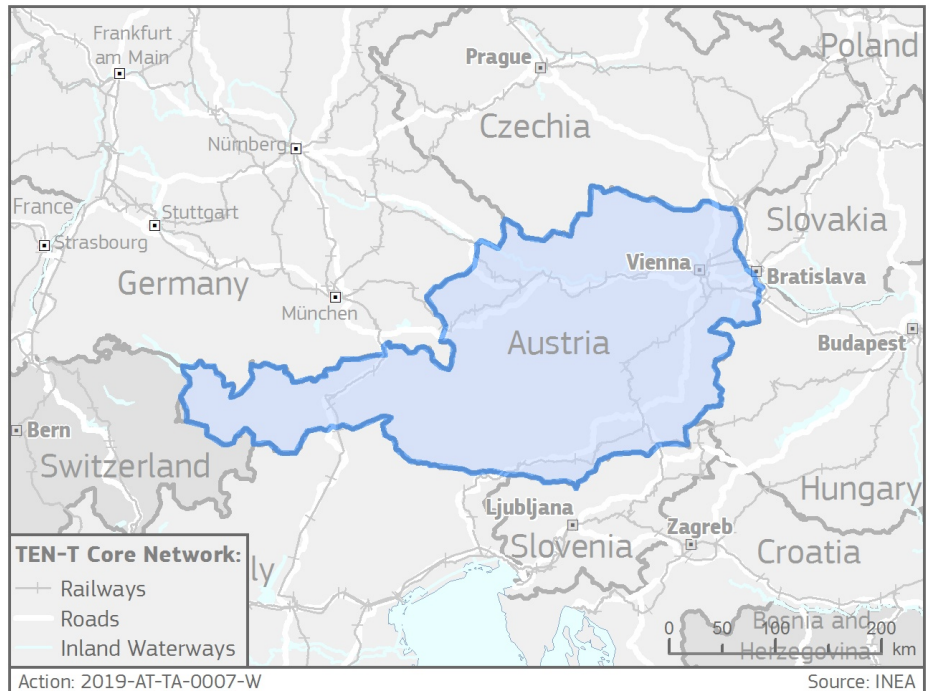 Frankfurt
am Main
Prague
Poland
Czechia
Nürnberg
France
Stuttgart
Slovakia
Strasbourg
Vienna
Bratislava
Germany
München
Austria
Budapest
Bern
Switzerland
Hungary
Ljubljana
Zagreb
Slovenia
Croatia
TEN-T Core Network:
ly
Railways
Roads
Inland Waterways
Bosnia and
Herzegovina
0 50 100 200
km
Action: 2019-AT-TA-0007-W
Source: INEA